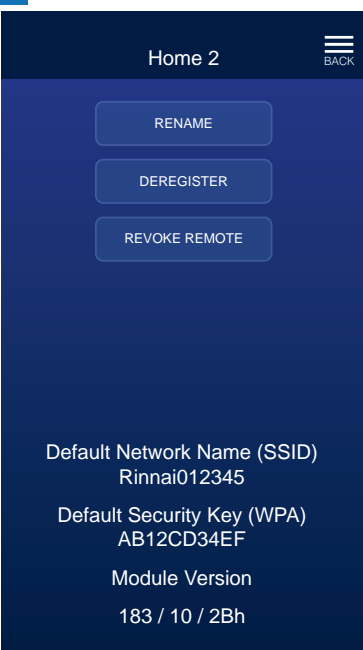 Home 2
BACK
RENAME
DEREGISTER
REVOKE REMOTE
Default Network Name (SSID)
Rinnai012345
Default Security Key (WPA)
AB12CD34EF
Module Version
183 / 10 / 2Bh